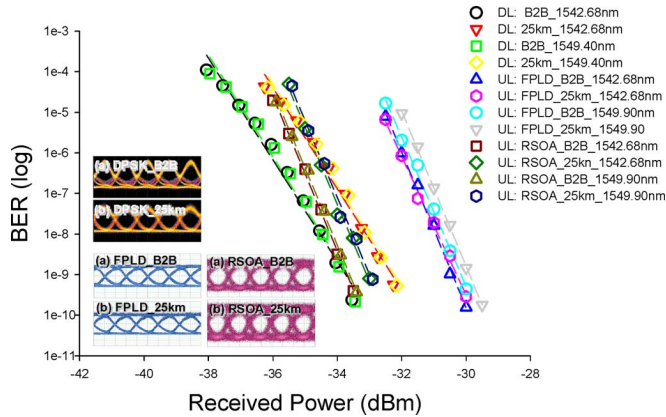 1e-3
1e-4
1e-5
1e-6
1e-7
1e-8
1e-9
1e-10
1e-11
BER (log)
-42
-40
-38
-36
-34
-32
-30
-28
Received Power (dBm)
(a) DPSK_B2B
(b) DPSK_25km
(a) FPLD_B2B
(b) FPLD_25km
(a) RSOA_B2B
(b) RSOA_25km
DL: B2B_1542.68nm
DL: 25km_1542.68nm
DL: B2B_1549.40nm
DL: 25km_1549.40nm
UL: FPLD_B2B_1542.68nm
UL: FPLD_25km_1542.68nm
UL: FPLD_B2B_1549.90nm
UL: FPLD_25km_1549.90
UL: RSOA_B2B_1542.68nm
UL: RSOA_25kn_1542.68nm
UL: RSOA_B2B_1549.90nm
UL: RSOA_25km_1549.90nm